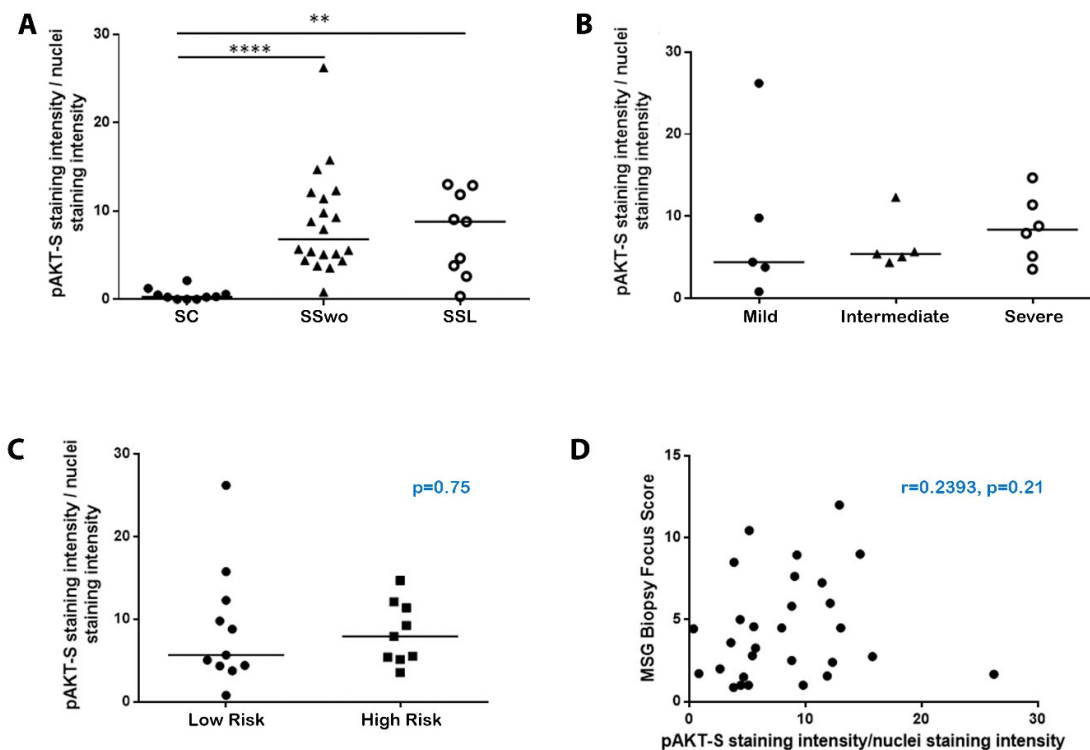 A
pAKT-S staining intensity / nuclei
staining intensity
30
20
10
0
**
****
SC
SSwo
SSL
B
pAKT-S staining intensity / nuclei
staining intensity
30
20
10
0
Mild
Intermediate
Severe
C
pAKT-S staining intensity / nuclei
staining intensity
30
20
10
0
p=0.75
Low Risk
High Risk
D
MSG Biopsy Focus Score
15
10
5
0
r=0.2393, p=0.21
0
10
20
30
pAKT-S staining intensity/nuclei staining intensity